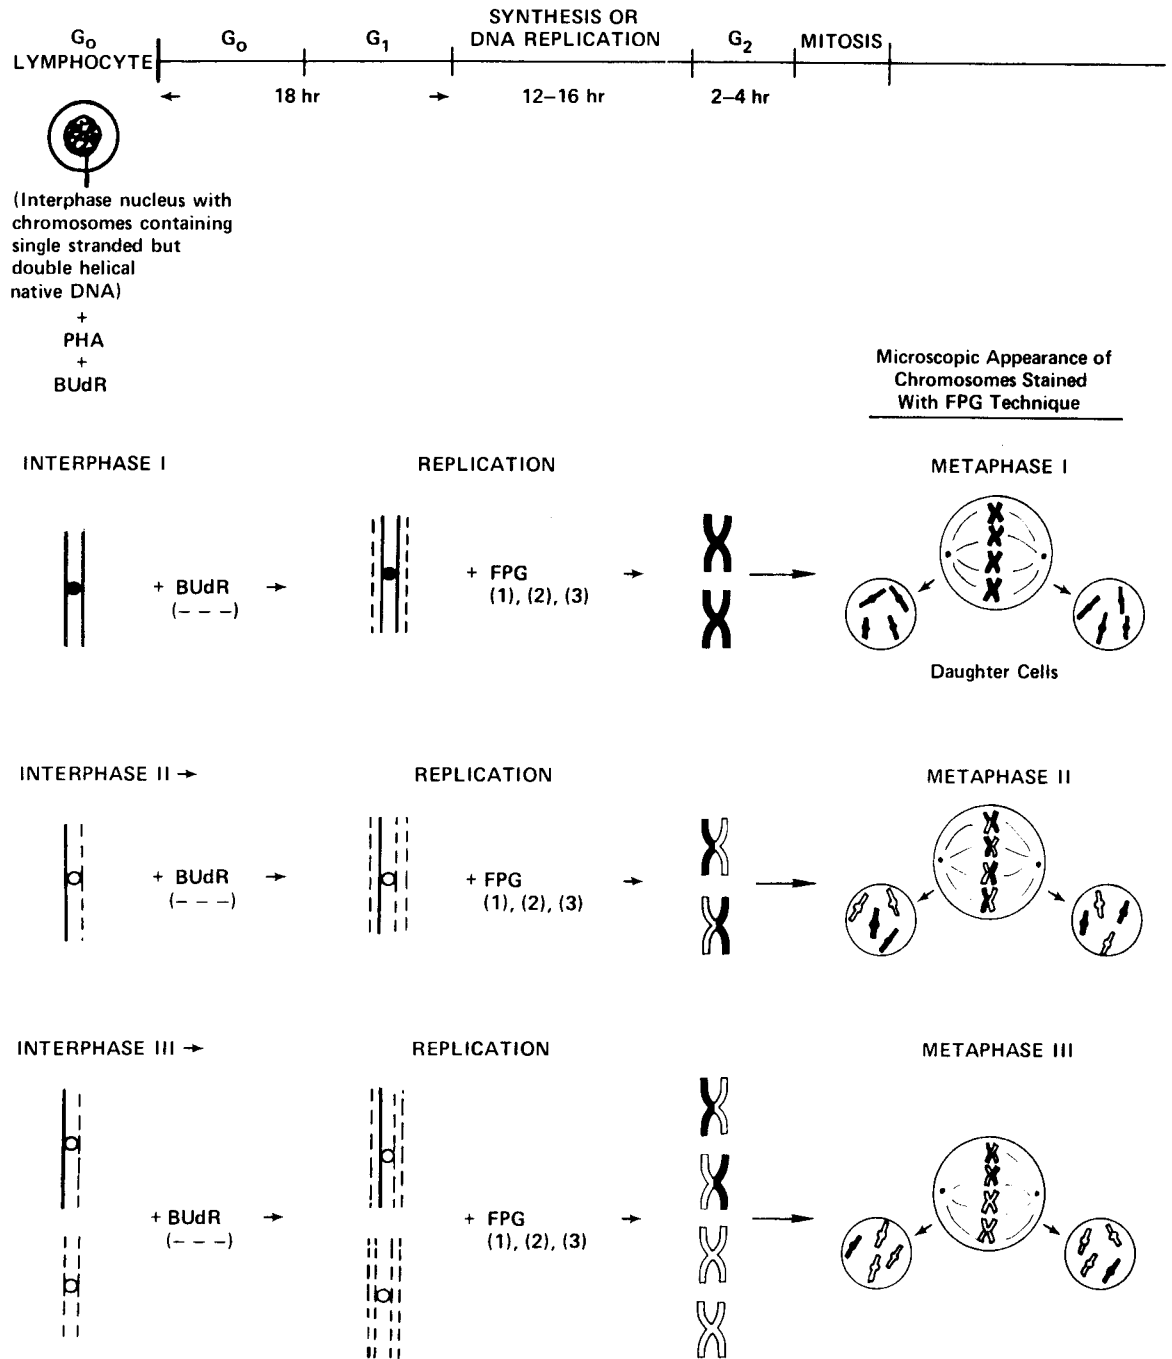 SYNTHESIS OR
G₀ G₀ G₁ DNA REPLICATION G₂ MITOSIS
LYMPHOCYTE
← 18 hr → 12–16 hr 2–4 hr
(Interphase nucleus with
chromosomes containing
single stranded but
double helical
native DNA)
+
PHA
+
BUdR
Microscopic Appearance of
Chromosomes Stained
With FPG Technique
INTERPHASE I REPLICATION METAPHASE I
+ BUdR → + FPG →
(– – –) (1), (2), (3)
Daughter Cells
INTERPHASE II → REPLICATION METAPHASE II
+ BUdR → + FPG →
(– – –) (1), (2), (3)
INTERPHASE III → REPLICATION METAPHASE III
+ BUdR → + FPG →
(– – –) (1), (2), (3)